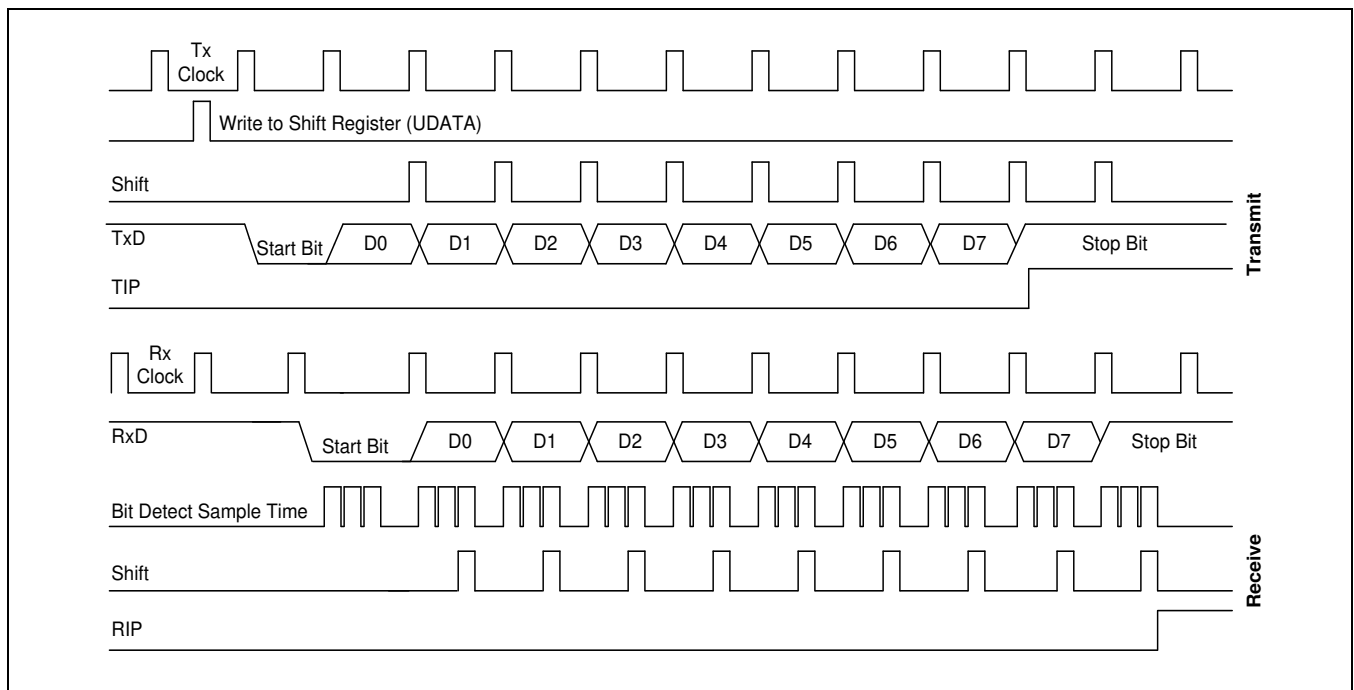 Tx
Clock
Write to Shift Register (UDATA)
Shift
TxD
Start Bit
D0
D1
D2
D3
D4
D5
D6
D7
Stop Bit
TIP
Transmit
Rx
Clock
RxD
Start Bit
D0
D1
D2
D3
D4
D5
D6
D7
Stop Bit
Bit Detect Sample Time
Shift
RIP
Receive